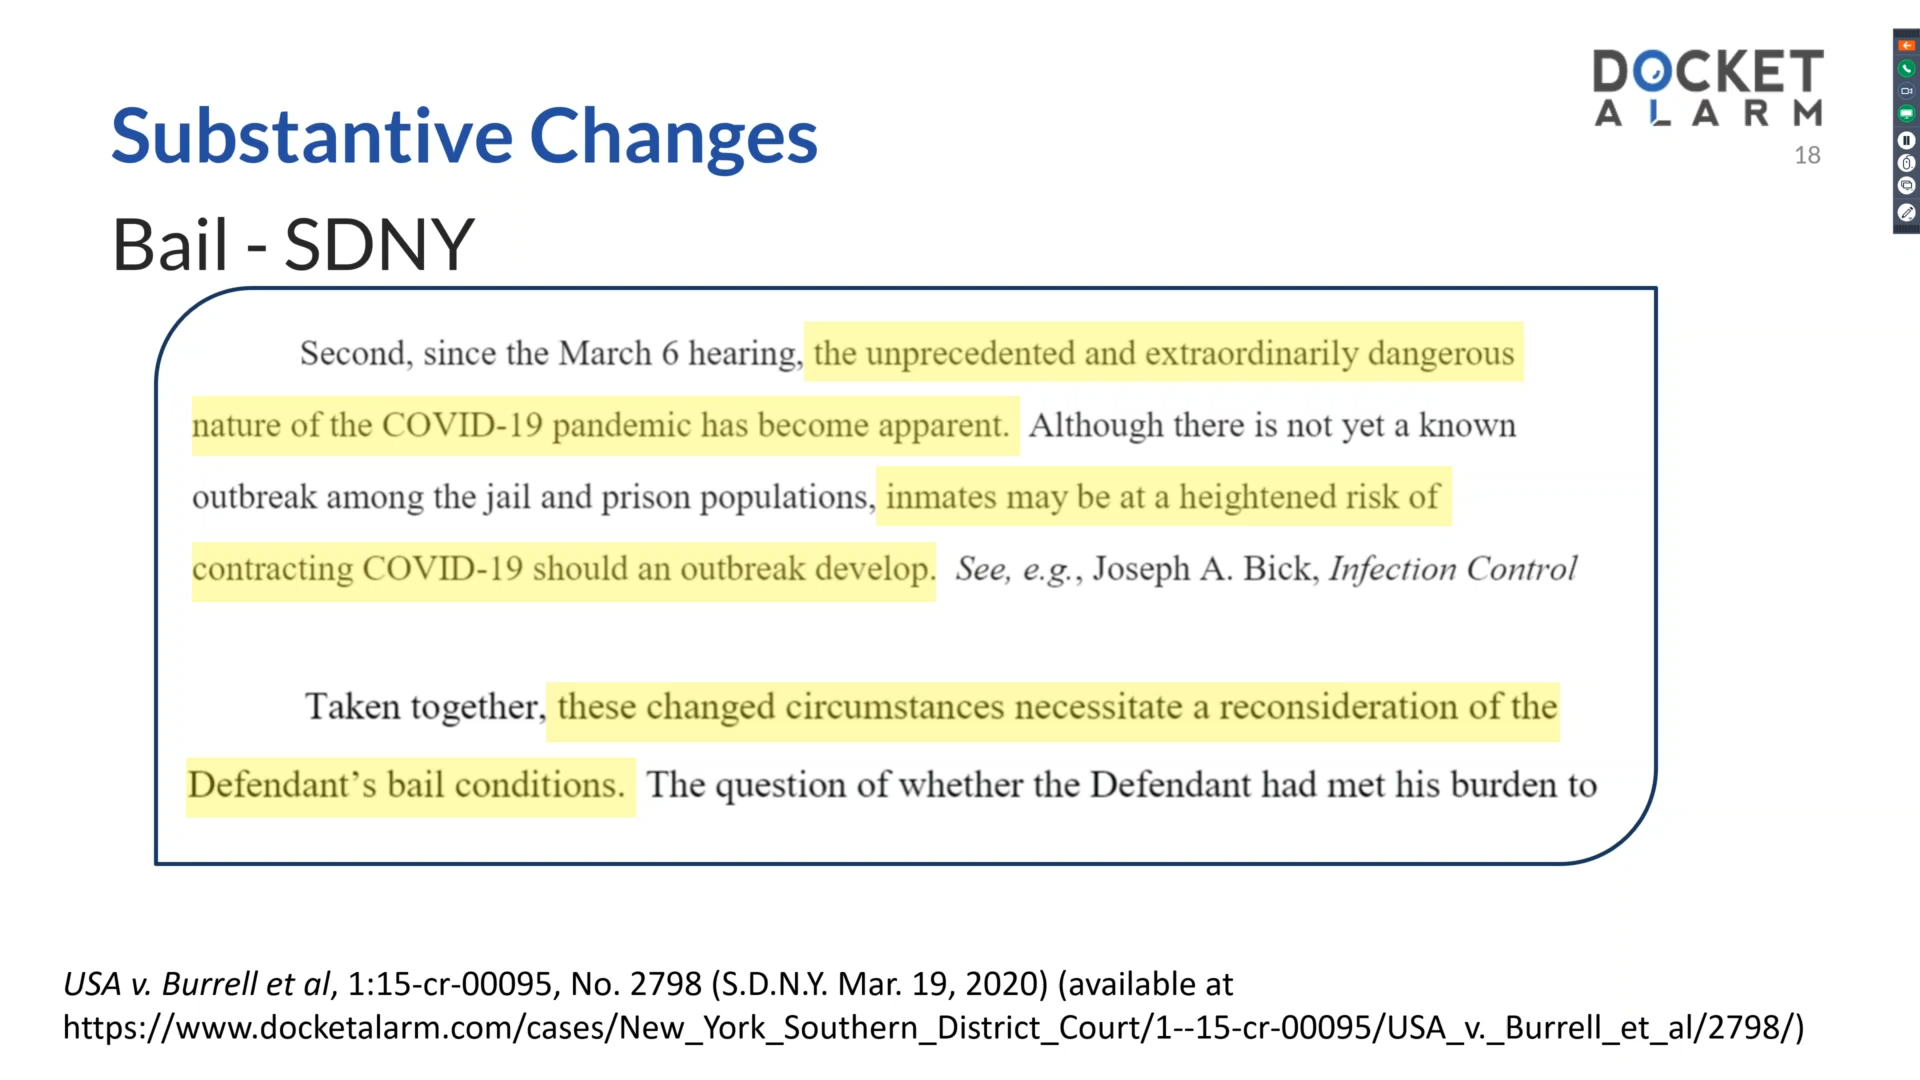 DOCKET
ALARM
18
Substantive Changes
Bail - SDNY
Second, since the March 6 hearing, the unprecedented and extraordinarily dangerous
nature of the COVID-19 pandemic has become apparent. Although there is not yet a known
outbreak among the jail and prison populations, inmates may be at a heightened risk of
contracting COVID-19 should an outbreak develop. See, e.g., Joseph A. Bick, Infection Control
Taken together, these changed circumstances necessitate a reconsideration of the
Defendant’s bail conditions. The question of whether the Defendant had met his burden to
USA v. Burrell et al, 1:15-cr-00095, No. 2798 (S.D.N.Y. Mar. 19, 2020) (available at
https://www.docketalarm.com/cases/New_York_Southern_District_Court/1--15-cr-00095/USA_v._Burrell_et_al/2798/)